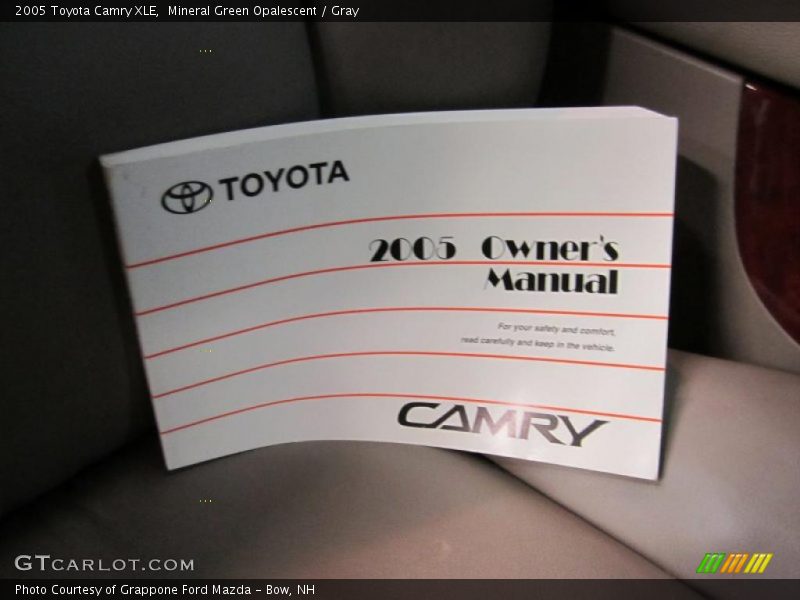 2005 Toyota Camry XLE,  Mineral Green Opalescent / Gray
TOYOTA
2005 Owner's
Manual
For your safety and comfort,
read carefully and keep in the vehicle.
CAMRY
GTCARLOT.COM
Photo Courtesy of Grappone Ford Mazda - Bow, NH